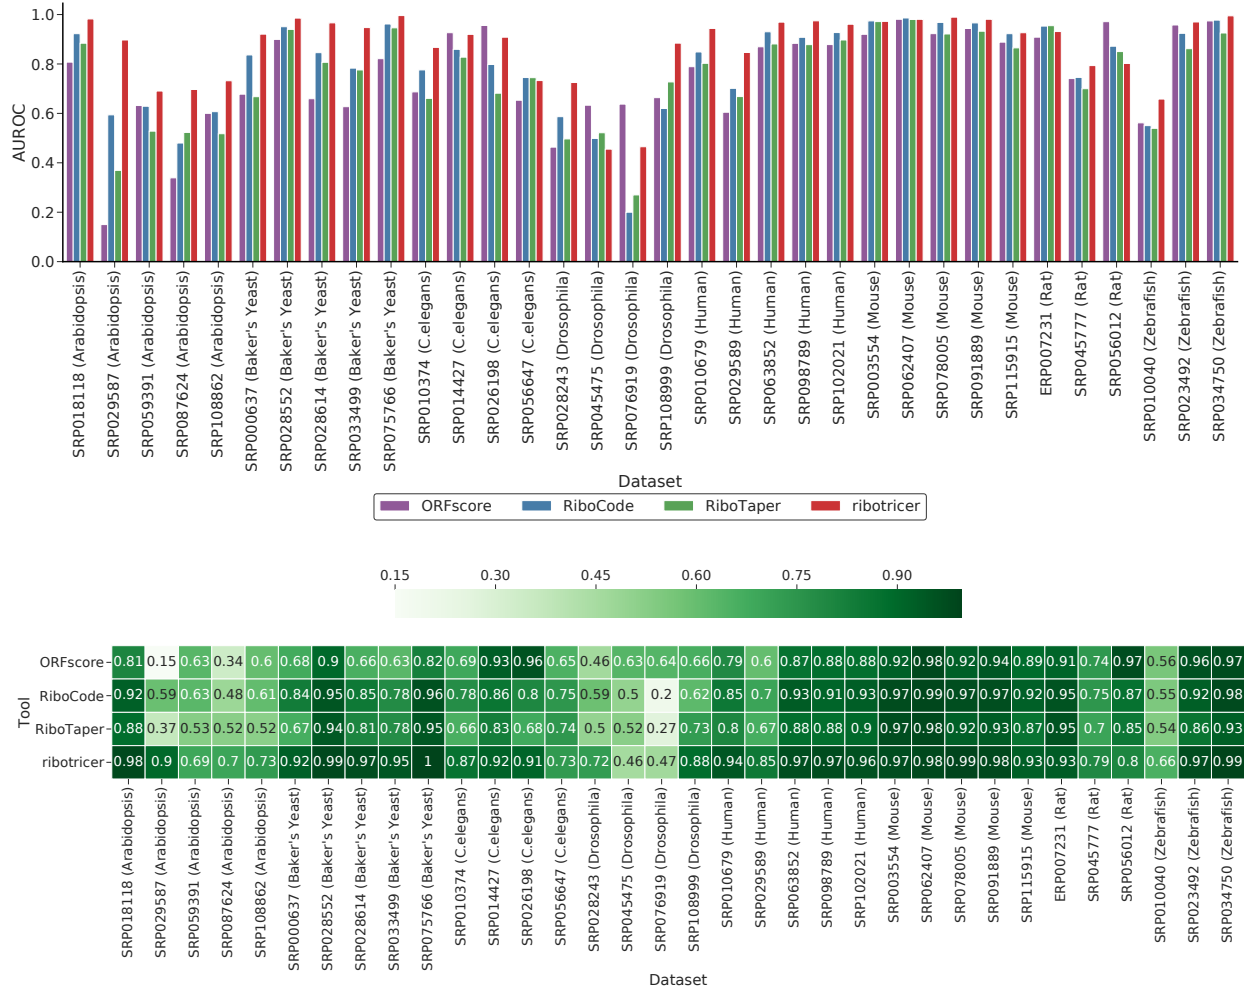 1.0
0.8
0.6
0.4
0.2
0.0
AUROC
SRP018118 (Arabidopsis)
SRP029587 (Arabidopsis)
SRP059391 (Arabidopsis)
SRP087624 (Arabidopsis)
SRP108862 (Arabidopsis)
SRP000637 (Baker's Yeast)
SRP028552 (Baker's Yeast)
SRP028614 (Baker's Yeast)
SRP033499 (Baker's Yeast)
SRP075766 (Baker's Yeast)
SRP010374 (C.elegans)
SRP014427 (C.elegans)
SRP026198 (C.elegans)
SRP056647 (C.elegans)
SRP028243 (Drosophila)
SRP045475 (Drosophila)
SRP076919 (Drosophila)
SRP108999 (Drosophila)
SRP010679 (Human)
SRP029589 (Human)
SRP063852 (Human)
SRP098789 (Human)
SRP102021 (Human)
SRP003554 (Mouse)
SRP062407 (Mouse)
SRP078005 (Mouse)
SRP091889 (Mouse)
SRP115915 (Mouse)
ERP007231 (Rat)
SRP045777 (Rat)
SRP056012 (Rat)
SRP010040 (Zebrafish)
SRP023492 (Zebrafish)
SRP034750 (Zebrafish)
Dataset
ORFscore RiboCode RiboTaper ribotricer
0.15 0.30 0.45 0.60 0.75 0.90
Tool
ORFscore 0.81 0.15 0.63 0.34 0.6 0.68 0.9 0.66 0.63 0.82 0.69 0.93 0.96 0.65 0.46 0.63 0.64 0.66 0.79 0.6 0.87 0.88 0.88 0.92 0.98 0.92 0.94 0.89 0.91 0.74 0.97 0.56 0.96 0.97
RiboCode 0.92 0.59 0.63 0.48 0.61 0.84 0.95 0.85 0.78 0.96 0.78 0.86 0.8 0.75 0.59 0.5 0.2 0.62 0.85 0.7 0.93 0.91 0.93 0.97 0.99 0.97 0.97 0.92 0.95 0.75 0.87 0.55 0.92 0.98
RiboTaper 0.88 0.37 0.53 0.52 0.52 0.67 0.94 0.81 0.78 0.95 0.66 0.83 0.68 0.74 0.5 0.52 0.27 0.73 0.8 0.67 0.88 0.88 0.9 0.97 0.98 0.92 0.93 0.87 0.95 0.7 0.85 0.54 0.86 0.93
ribotricer 0.98 0.9 0.69 0.7 0.73 0.92 0.99 0.97 0.95 1 0.87 0.92 0.91 0.73 0.72 0.46 0.47 0.88 0.94 0.85 0.97 0.97 0.96 0.97 0.98 0.99 0.98 0.93 0.93 0.79 0.8 0.66 0.97 0.99
SRP018118 (Arabidopsis)
SRP029587 (Arabidopsis)
SRP059391 (Arabidopsis)
SRP087624 (Arabidopsis)
SRP108862 (Arabidopsis)
SRP000637 (Baker's Yeast)
SRP028552 (Baker's Yeast)
SRP028614 (Baker's Yeast)
SRP033499 (Baker's Yeast)
SRP075766 (Baker's Yeast)
SRP010374 (C.elegans)
SRP014427 (C.elegans)
SRP026198 (C.elegans)
SRP056647 (C.elegans)
SRP028243 (Drosophila)
SRP045475 (Drosophila)
SRP076919 (Drosophila)
SRP108999 (Drosophila)
SRP010679 (Human)
SRP029589 (Human)
SRP063852 (Human)
SRP098789 (Human)
SRP102021 (Human)
SRP003554 (Mouse)
SRP062407 (Mouse)
SRP078005 (Mouse)
SRP091889 (Mouse)
SRP115915 (Mouse)
ERP007231 (Rat)
SRP045777 (Rat)
SRP056012 (Rat)
SRP010040 (Zebrafish)
SRP023492 (Zebrafish)
SRP034750 (Zebrafish)
Dataset